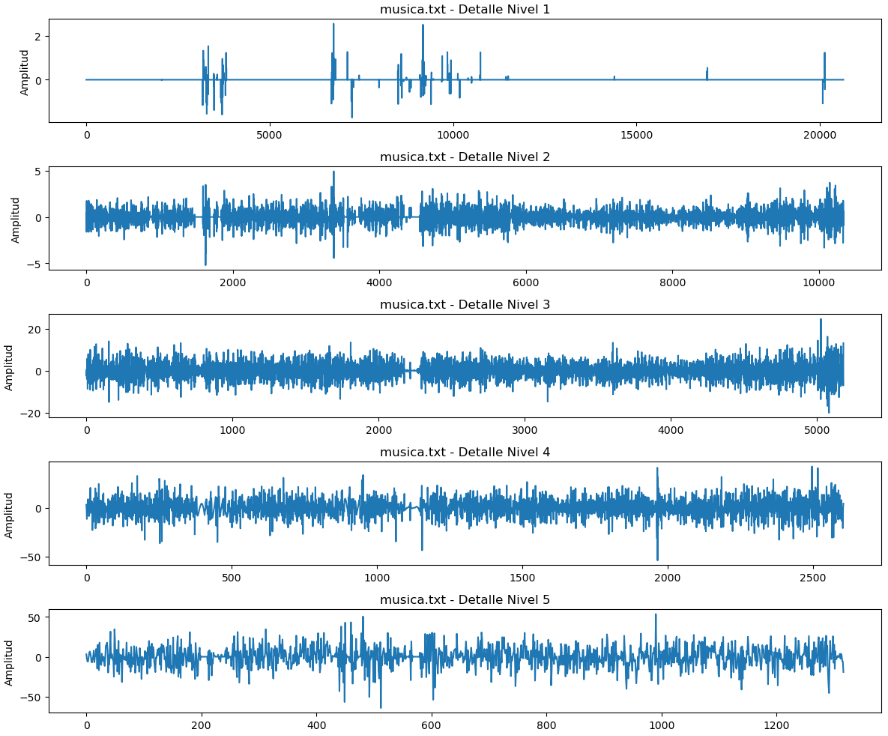 musica.txt - Detalle Nivel 1
Amplitud
2
0
0 5000 10000 15000 20000
musica.txt - Detalle Nivel 2
Amplitud
5
0
−5
0 2000 4000 6000 8000 10000
musica.txt - Detalle Nivel 3
Amplitud
20
0
−20
0 1000 2000 3000 4000 5000
musica.txt - Detalle Nivel 4
Amplitud
0
−50
0 500 1000 1500 2000 2500
musica.txt - Detalle Nivel 5
Amplitud
50
0
−50
0 200 400 600 800 1000 1200